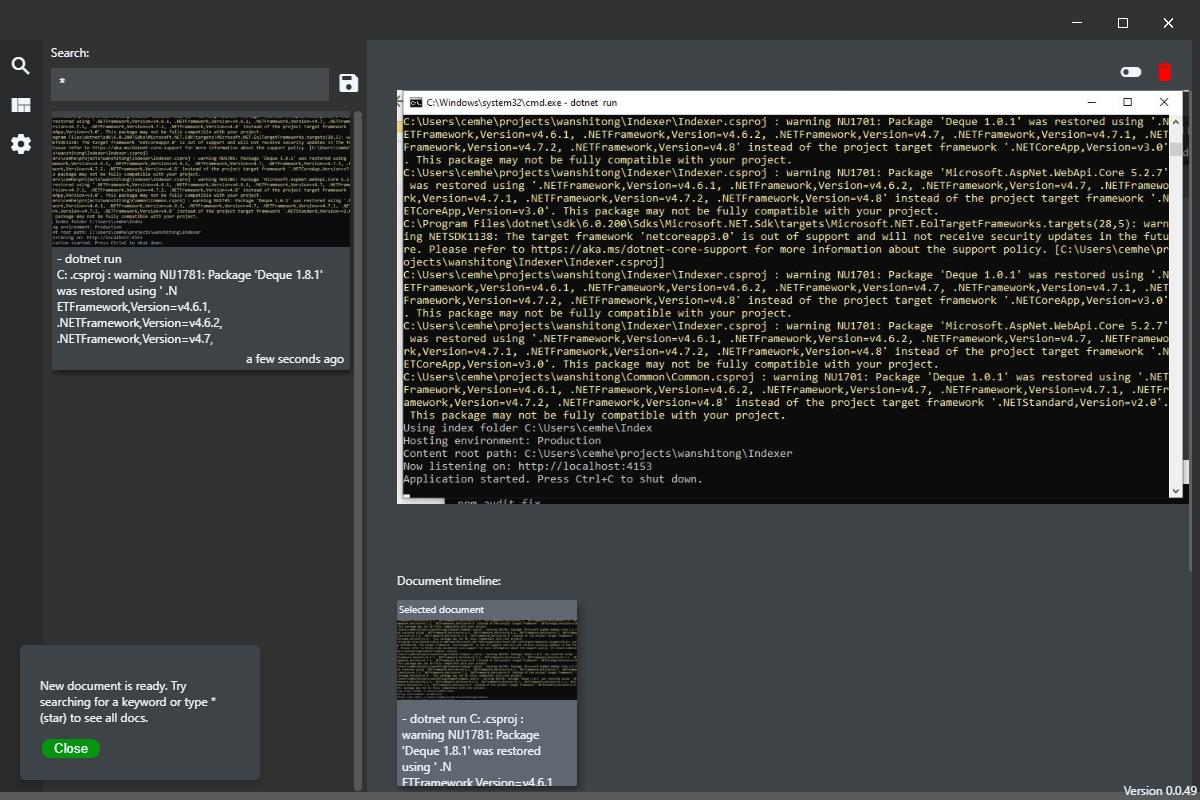 Search:
*
- dotnet run
C: .csproj : warning NIJ1781: Package 'Deque 1.8.1'
was restored using ' .N
ETFramework,Version=v4.6.1,
.NETFramework,Version=v4.6.2,
.NETFramework,Version=v4.7,
a few seconds ago
New document is ready. Try
searching for a keyword or type *
(star) to see all docs.
Close
C:\Windows\system32\cmd.exe - dotnet run
C:\Users\cemhe\projects\wanshitong\Indexer\Indexer.csproj : warning NU1701: Package 'Deque 1.0.1' was restored using '.N
ETFramework,Version=v4.6.1, .NETFramework,Version=v4.6.2, .NETFramework,Version=v4.7, .NETFramework,Version=v4.7.1, .NET
Framework,Version=v4.7.2, .NETFramework,Version=v4.8' instead of the project target framework '.NETCoreApp,Version=v3.0'
. This package may not be fully compatible with your project.
C:\Users\cemhe\projects\wanshitong\Indexer\Indexer.csproj : warning NU1701: Package 'Microsoft.AspNet.WebApi.Core 5.2.7'
was restored using '.NETFramework,Version=v4.6.1, .NETFramework,Version=v4.6.2, .NETFramework,Version=v4.7, .NETFramewo
rk,Version=v4.7.1, .NETFramework,Version=v4.7.2, .NETFramework,Version=v4.8' instead of the project target framework '.N
ETCoreApp,Version=v3.0'. This package may not be fully compatible with your project.
C:\Program Files\dotnet\sdk\6.0.200\Sdks\Microsoft.NET.Sdk\targets\Microsoft.NET.EolTargetFrameworks.targets(28,5): warn
ing NETSDK1138: The target framework 'netcoreapp3.0' is out of support and will not receive security updates in the futu
re. Please refer to https://aka.ms/dotnet-core-support for more information about the support policy. [C:\Users\cemhe\pr
ojects\wanshitong\Indexer\Indexer.csproj]
C:\Users\cemhe\projects\wanshitong\Indexer\Indexer.csproj : warning NU1701: Package 'Deque 1.0.1' was restored using '.N
ETFramework,Version=v4.6.1, .NETFramework,Version=v4.6.2, .NETFramework,Version=v4.7, .NETFramework,Version=v4.7.1, .NET
Framework,Version=v4.7.2, .NETFramework,Version=v4.8' instead of the project target framework '.NETCoreApp,Version=v3.0'
. This package may not be fully compatible with your project.
C:\Users\cemhe\projects\wanshitong\Indexer\Indexer.csproj : warning NU1701: Package 'Microsoft.AspNet.WebApi.Core 5.2.7'
was restored using '.NETFramework,Version=v4.6.1, .NETFramework,Version=v4.6.2, .NETFramework,Version=v4.7, .NETFramewo
rk,Version=v4.7.1, .NETFramework,Version=v4.7.2, .NETFramework,Version=v4.8' instead of the project target framework '.N
ETCoreApp,Version=v3.0'. This package may not be fully compatible with your project.
C:\Users\cemhe\projects\wanshitong\Common\Common.csproj : warning NU1701: Package 'Deque 1.0.1' was restored using '.NET
Framework,Version=v4.6.1, .NETFramework,Version=v4.6.2, .NETFramework,Version=v4.7, .NETFramework,Version=v4.7.1, .NETFr
amework,Version=v4.7.2, .NETFramework,Version=v4.8' instead of the project target framework '.NETStandard,Version=v2.0'.
This package may not be fully compatible with your project.
Using index folder C:\Users\cemhe\Index
Hosting environment: Production
Content root path: C:\Users\cemhe\projects\wanshitong\Indexer
Now listening on: http://localhost:4153
Application started. Press Ctrl+C to shut down.
npm audit fix
Document timeline:
Selected document
- dotnet run C: .csproj :
warning NIJ1781: Package
'Deque 1.8.1' was restored
using ' .N
ETFramework,Version=v4.6.1
Version 0.0.49